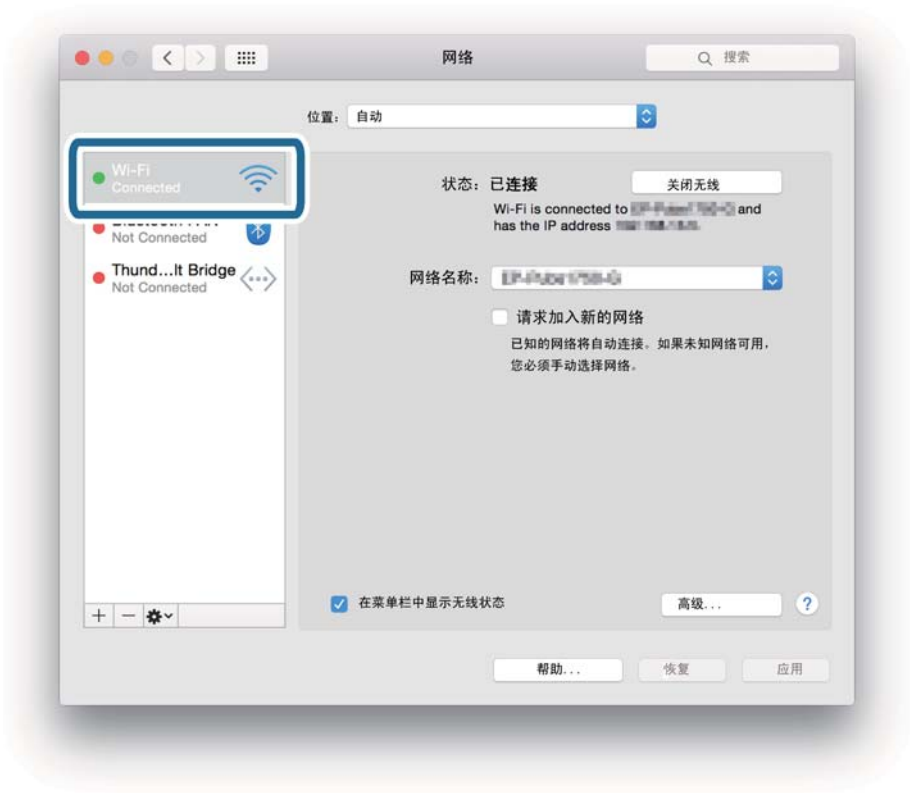 网络
搜索
位置: 自动
Wi-Fi
Connected
Not Connected
Thund...lt Bridge
Not Connected
状态: 已连接
关闭无线
Wi-Fi is connected to and
has the IP address
网络名称:
请求加入新的网络
已知的网络将自动连接。如果未知网络可用,
您必须手动选择网络。
在菜单栏中显示无线状态
高级...
?
帮助...
恢复
应用